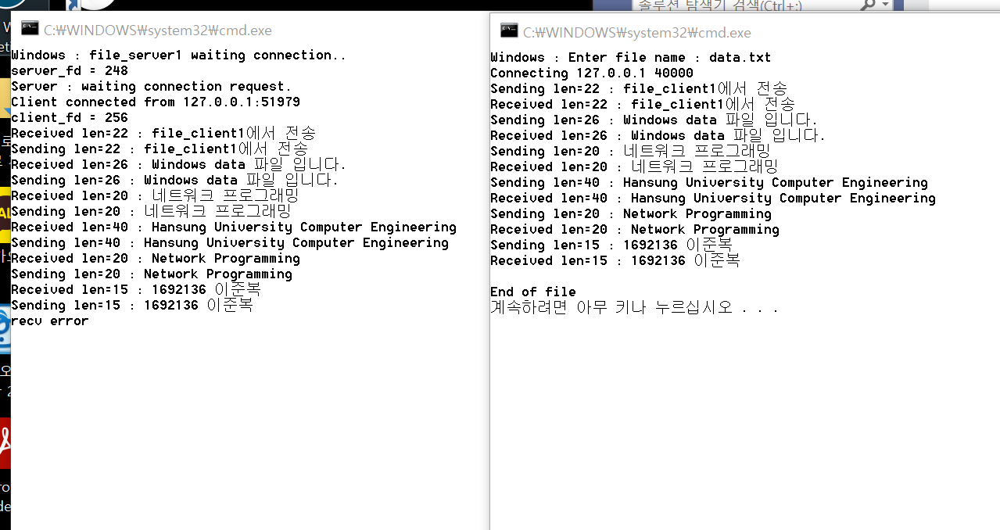 솔루션 탐색기 검색(Ctrl+;)
C:₩WINDOWS₩system32₩cmd.exe
Windows : file_server1 waiting connection..
server_fd = 248
Server : waiting connection request.
Client connected from 127.0.0.1:51979
client_fd = 256
Received len=22 : file_client1에서 전송
Sending len=22 : file_client1에서 전송
Received len=26 : Windows data 파일 입니다.
Sending len=26 : Windows data 파일 입니다.
Received len=20 : 네트워크 프로그래밍
Sending len=20 : 네트워크 프로그래밍
Received len=40 : Hansung University Computer Engineering
Sending len=40 : Hansung University Computer Engineering
Received len=20 : Network Programming
Sending len=20 : Network Programming
Received len=15 : 1692136 이준복
Sending len=15 : 1692136 이준복
recv error
C:₩WINDOWS₩system32₩cmd.exe
Windows : Enter file name : data.txt
Connecting 127.0.0.1 40000
Sending len=22 : file_client1에서 전송
Received len=22 : file_client1에서 전송
Sending len=26 : Windows data 파일 입니다.
Received len=26 : Windows data 파일 입니다.
Sending len=20 : 네트워크 프로그래밍
Received len=20 : 네트워크 프로그래밍
Sending len=40 : Hansung University Computer Engineering
Received len=40 : Hansung University Computer Engineering
Sending len=20 : Network Programming
Received len=20 : Network Programming
Sending len=15 : 1692136 이준복
Received len=15 : 1692136 이준복
End of file
계속하려면 아무 키나 누르십시오 . . .